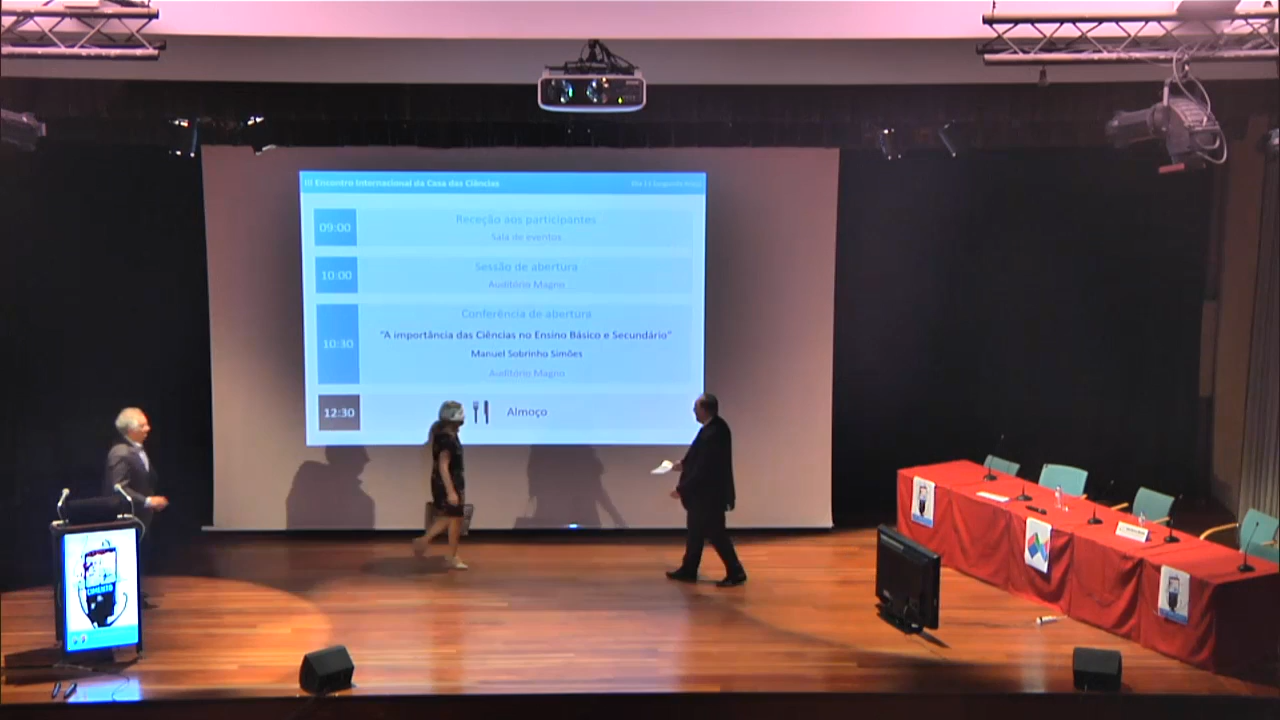 III Encontro Internacional da Casa das Ciências
09:00
Receção aos participantes
Sala de eventos
10:00
Sessão de abertura
Auditório Magno
10:30
Conferência de abertura
"A importância das Ciências no Ensino Básico e Secundário"
Manuel Sobrinho Simões
Auditório Magno
12:30
Almoço